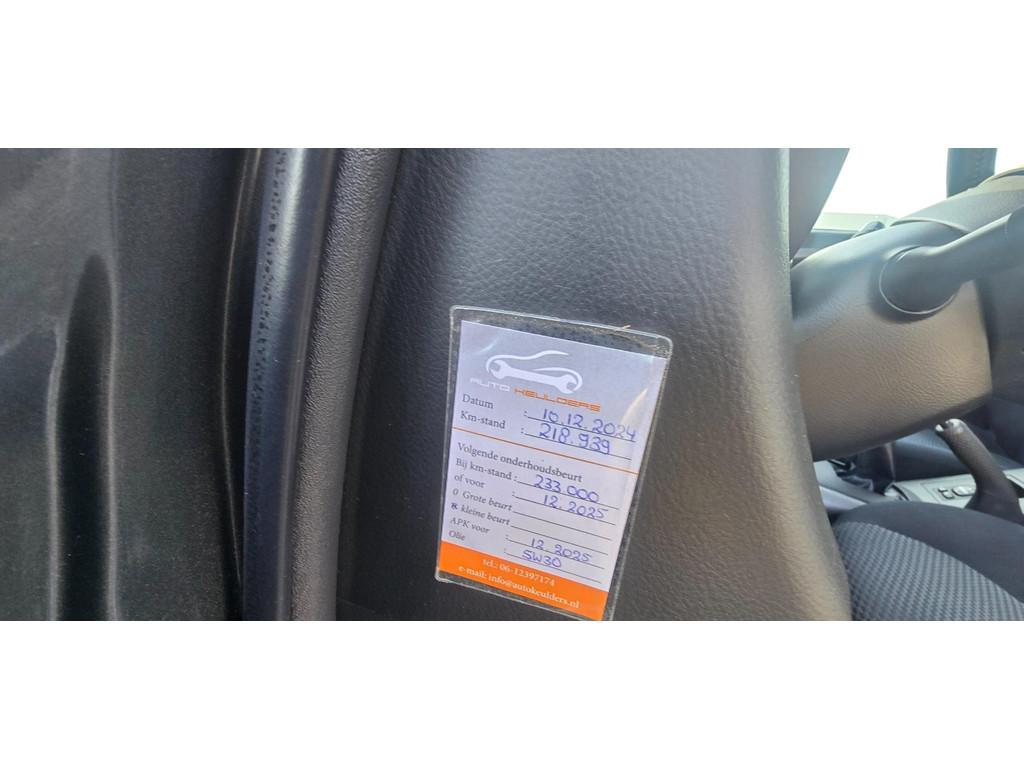 AUTO KEULDERS
Datum : 10.12.2024
Km-stand : 218.939
Volgende onderhoudsbeurt
Bij km-stand : 233 000
of voor : 12.2025
0 Grote beurt
x kleine beurt
APK voor : 12 2025
Olie : 5W30
tel.: 06-12397174
e-mail: info@autokeulders.nl